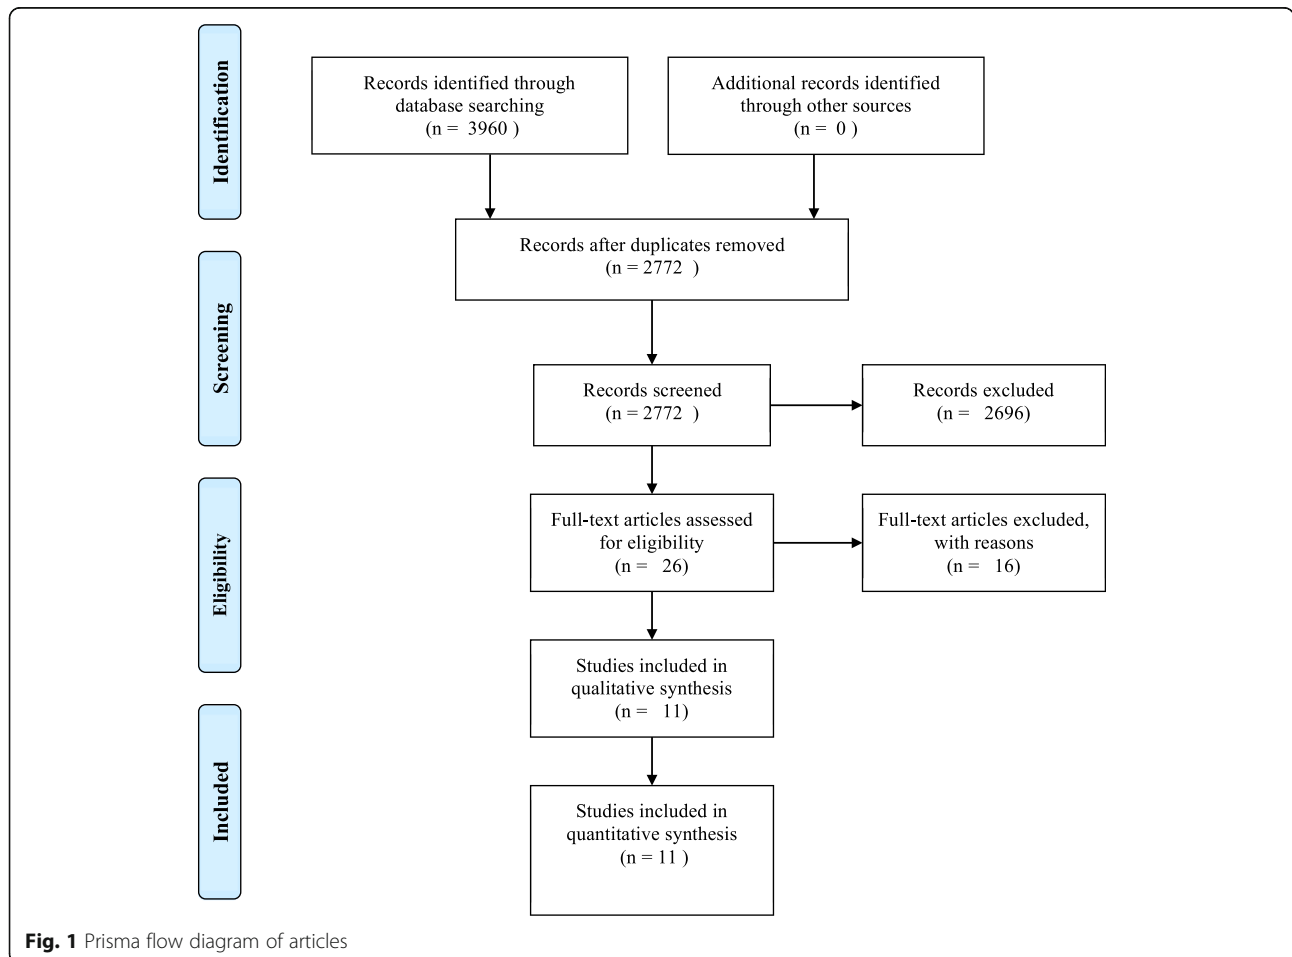 Identification
Records identified through
database searching
(n = 3960 )
Additional records identified
through other sources
(n = 0 )
Records after duplicates removed
(n = 2772 )
Screening
Records screened
(n = 2772 )
Records excluded
(n = 2696)
Eligibility
Full-text articles assessed
for eligibility
(n = 26)
Full-text articles excluded,
with reasons
(n = 16)
Studies included in
qualitative synthesis
(n = 11)
Included
Studies included in
quantitative synthesis
(n = 11 )
Fig. 1 Prisma flow diagram of articles